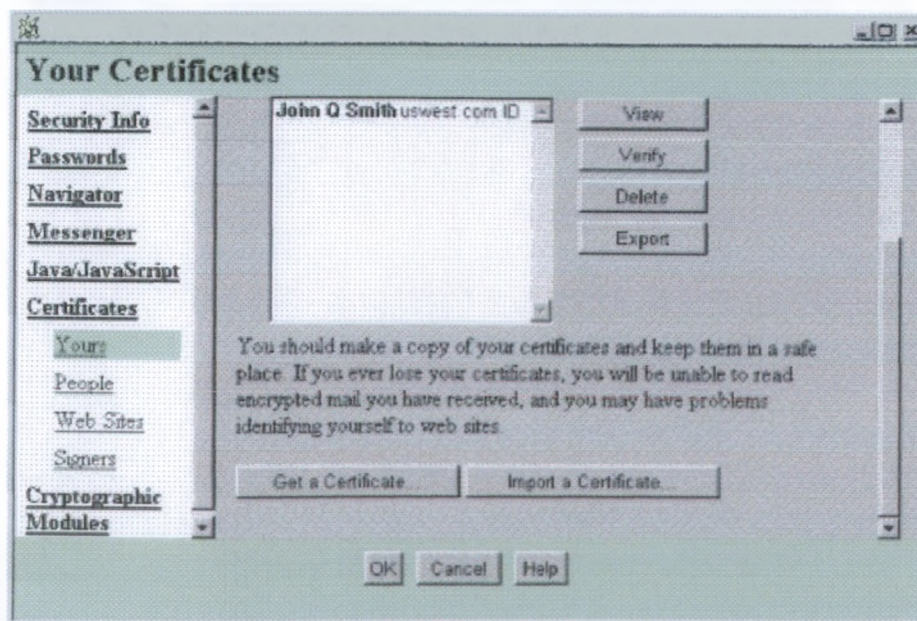 Your Certificates
Security Info
Passwords
Navigator
Messenger
Java/JavaScript
Certificates
Yours
People
Web Sites
Signers
Cryptographic
Modules
John Q Smith uswest com ID
View
Verify
Delete
Export
You should make a copy of your certificates and keep them in a safe
place. If you ever lose your certificates, you will be unable to read
encrypted mail you have received, and you may have problems
identifying yourself to web sites.
Get a Certificate...
Import a Certificate...
OK
Cancel
Help